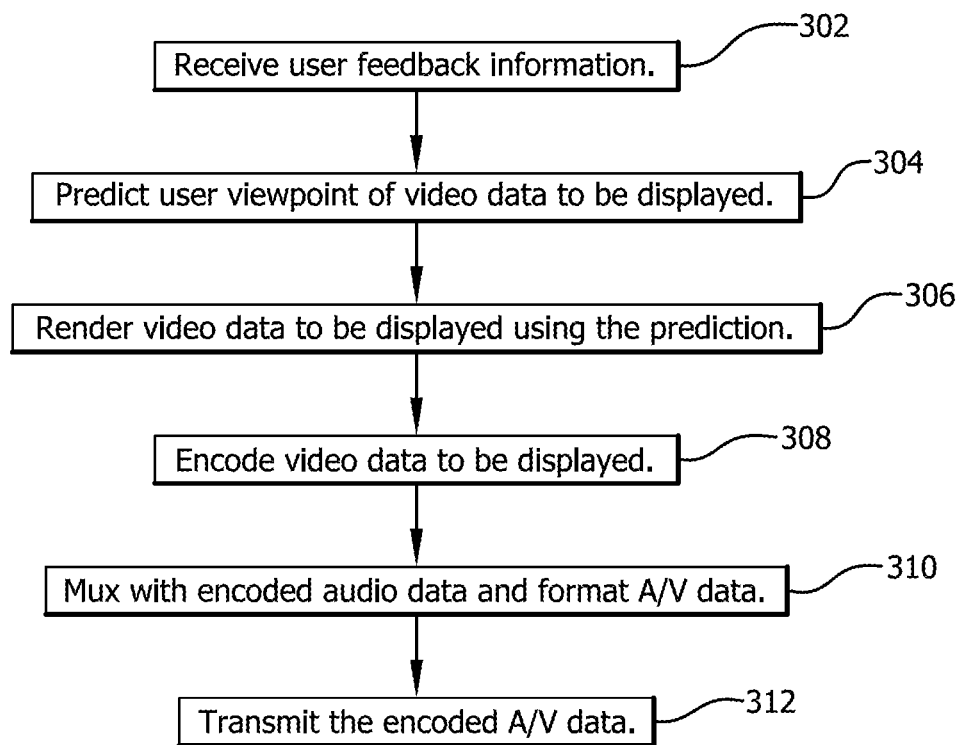 302
Receive user feedback information.
304
Predict user viewpoint of video data to be displayed.
306
Render video data to be displayed using the prediction.
308
Encode video data to be displayed.
310
Mux with encoded audio data and format A/V data.
312
Transmit the encoded A/V data.